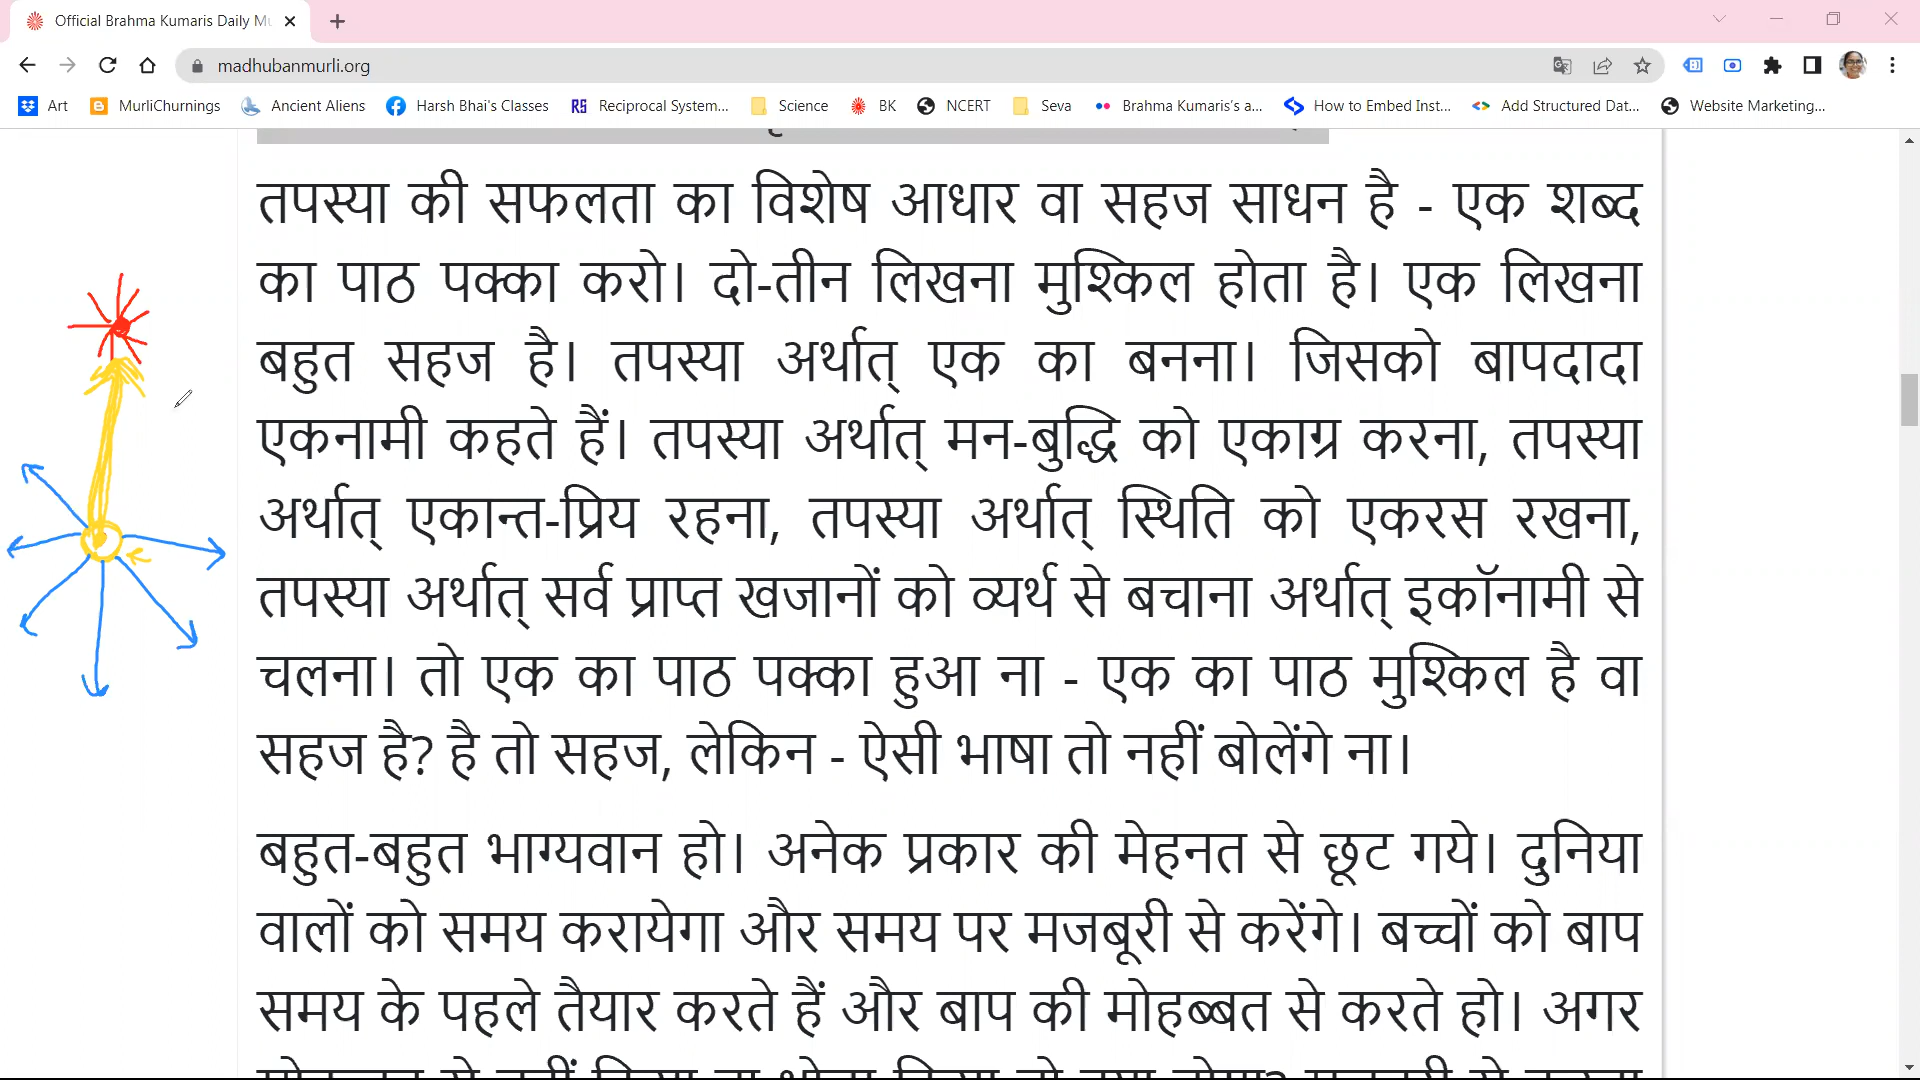 Official Brahma Kumaris Daily Mu
madhubanmurli.org
Art MurliChurnings Ancient Aliens Harsh Bhai's Classes RS Reciprocal System... Science BK NCERT Seva Brahma Kumaris's a... How to Embed Inst... Add Structured Dat... Website Marketing...
तपस्या की सफलता का विशेष आधार वा सहज साधन है - एक शब्द
का पाठ पक्का करो। दो-तीन लिखना मुश्किल होता है। एक लिखना
बहुत सहज है। तपस्या अर्थात् एक का बनना। जिसको बापदादा
एकनामी कहते हैं। तपस्या अर्थात् मन-बुद्धि को एकाग्र करना, तपस्या
अर्थात् एकान्त-प्रिय रहना, तपस्या अर्थात् स्थिति को एकरस रखना,
तपस्या अर्थात् सर्व प्राप्त खजानों को व्यर्थ से बचाना अर्थात् इकॉनामी से
चलना। तो एक का पाठ पक्का हुआ ना - एक का पाठ मुश्किल है वा
सहज है? है तो सहज, लेकिन - ऐसी भाषा तो नहीं बोलेंगे ना।
बहुत-बहुत भाग्यवान हो। अनेक प्रकार की मेहनत से छूट गये। दुनिया
वालों को समय करायेगा और समय पर मजबूरी से करेंगे। बच्चों को बाप
समय के पहले तैयार करते हैं और बाप की मोहब्बत से करते हो। अगर